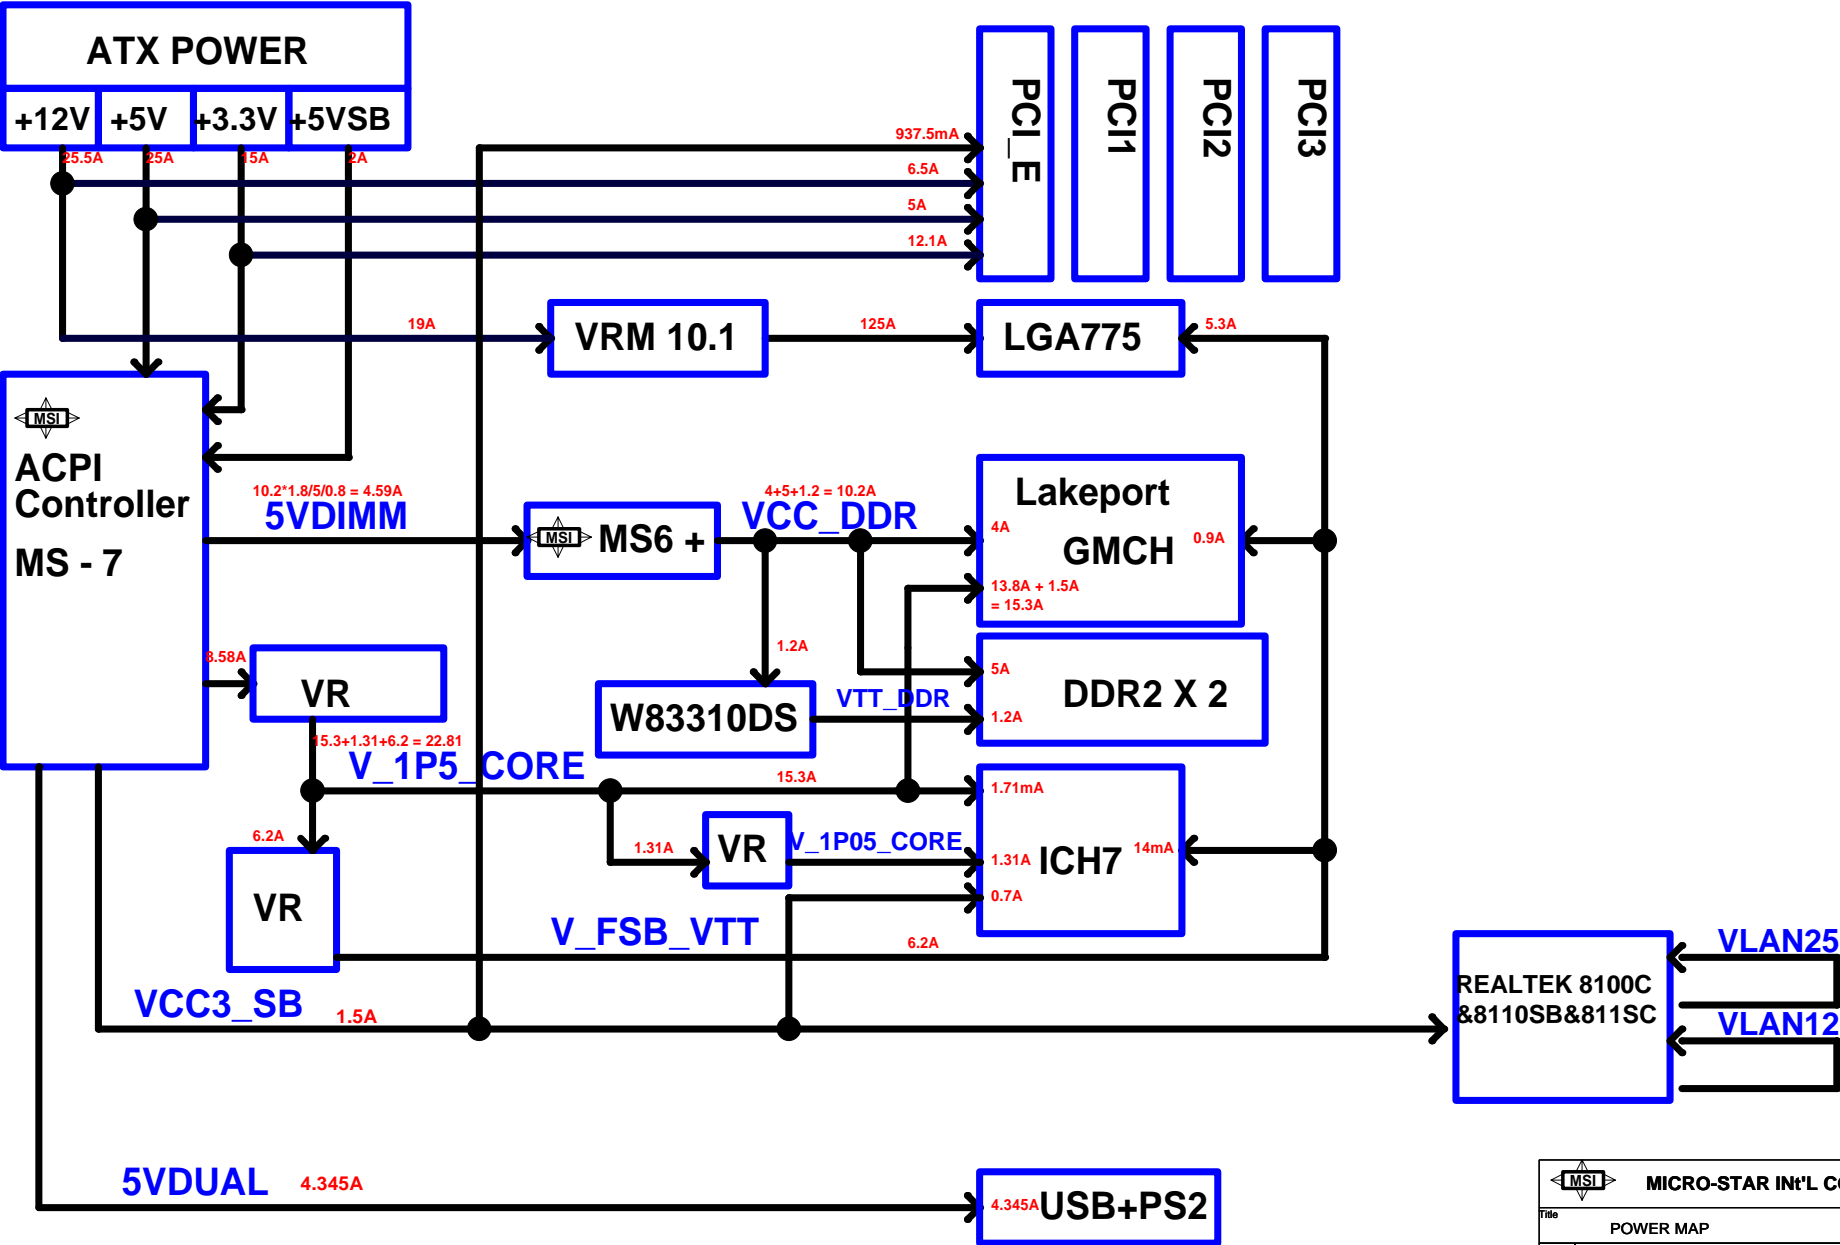 ATX POWER
+12V
+5V
+3.3V
+5VSB
25.5A
25A
15A
2A
937.5mA
6.5A
5A
12.1A
PCI_E
PCI1
PCI2
PCI3
19A
VRM 10.1
125A
LGA775
5.3A
MSI
ACPI
Controller
MS - 7
10.2*1.8/5/0.8 = 4.59A
5VDIMM
MSI
MS6 +
4+5+1.2 = 10.2A
VCC_DDR
4A
Lakeport
GMCH
0.9A
13.8A + 1.5A
= 15.3A
1.2A
5A
DDR2 X 2
1.2A
W83310DS
VTT_DDR
8.58A
VR
15.3+1.31+6.2 = 22.81
V_1P5_CORE
15.3A
1.71mA
6.2A
VR
1.31A
VR
V_1P05_CORE
1.31A
ICH7
14mA
0.7A
V_FSB_VTT
6.2A
VCC3_SB
1.5A
REALTEK 8100C
&8110SB&811SC
VLAN25
VLAN12
5VDUAL
4.345A
4.345A
USB+PS2
MSI
MICRO-STAR INt'L CO
Title
POWER MAP